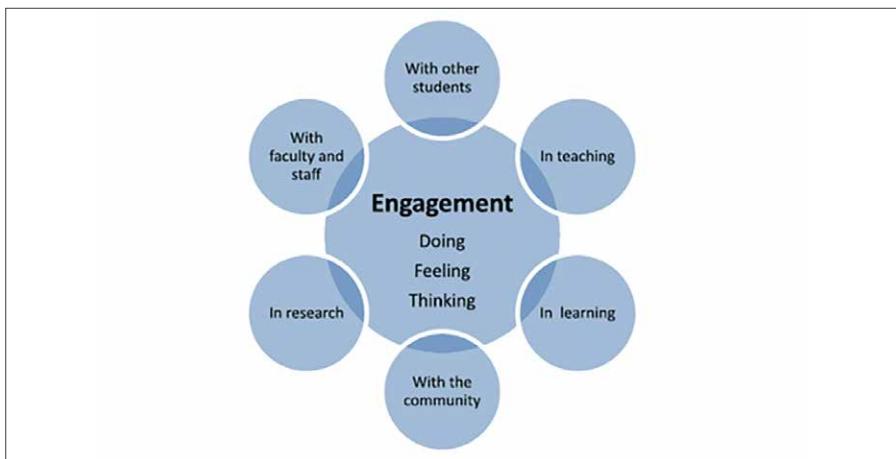 With other
students
With
faculty and
staff
In teaching
Engagement
Doing
Feeling
Thinking
In research
In learning
With the
community